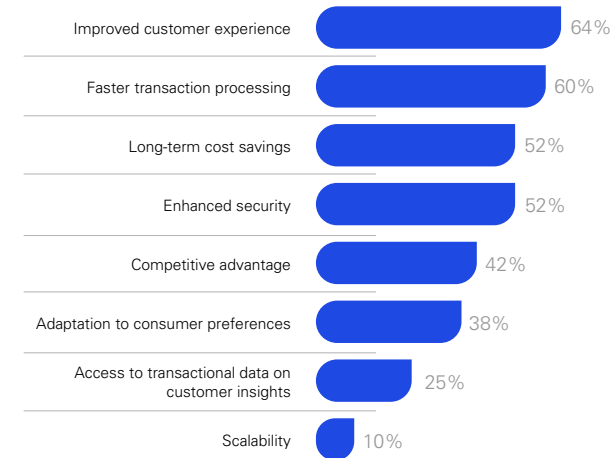 Improved customer experience 64%
Faster transaction processing 60%
Long-term cost savings 52%
Enhanced security 52%
Competitive advantage 42%
Adaptation to consumer preferences 38%
Access to transactional data on
customer insights 25%
Scalability 10%